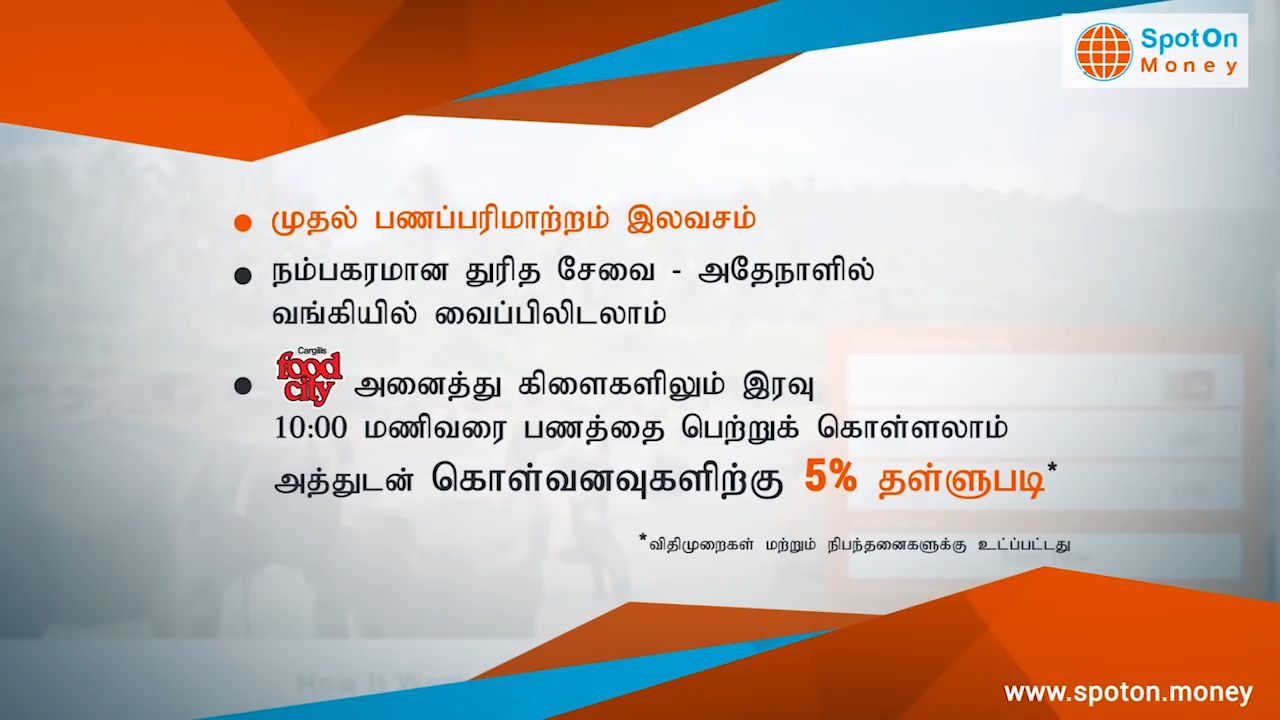 SpotOn
Money
முதல் பணப்பரிமாற்றம் இலவசம்
நம்பகரமான துரித சேவை - அதேநாளில்
வங்கியில் வைப்பிலிடலாம்
Cargills
food
city
அனைத்து கிளைகளிலும் இரவு
10:00 மணிவரை பணத்தை பெற்றுக் கொள்ளலாம்
அத்துடன் கொள்வனவுகளிற்கு 5% தள்ளுபடி*
*விதிமுறைகள் மற்றும் நிபந்தனைகளுக்கு உட்ப்பட்டது
How It
www.spoton.money